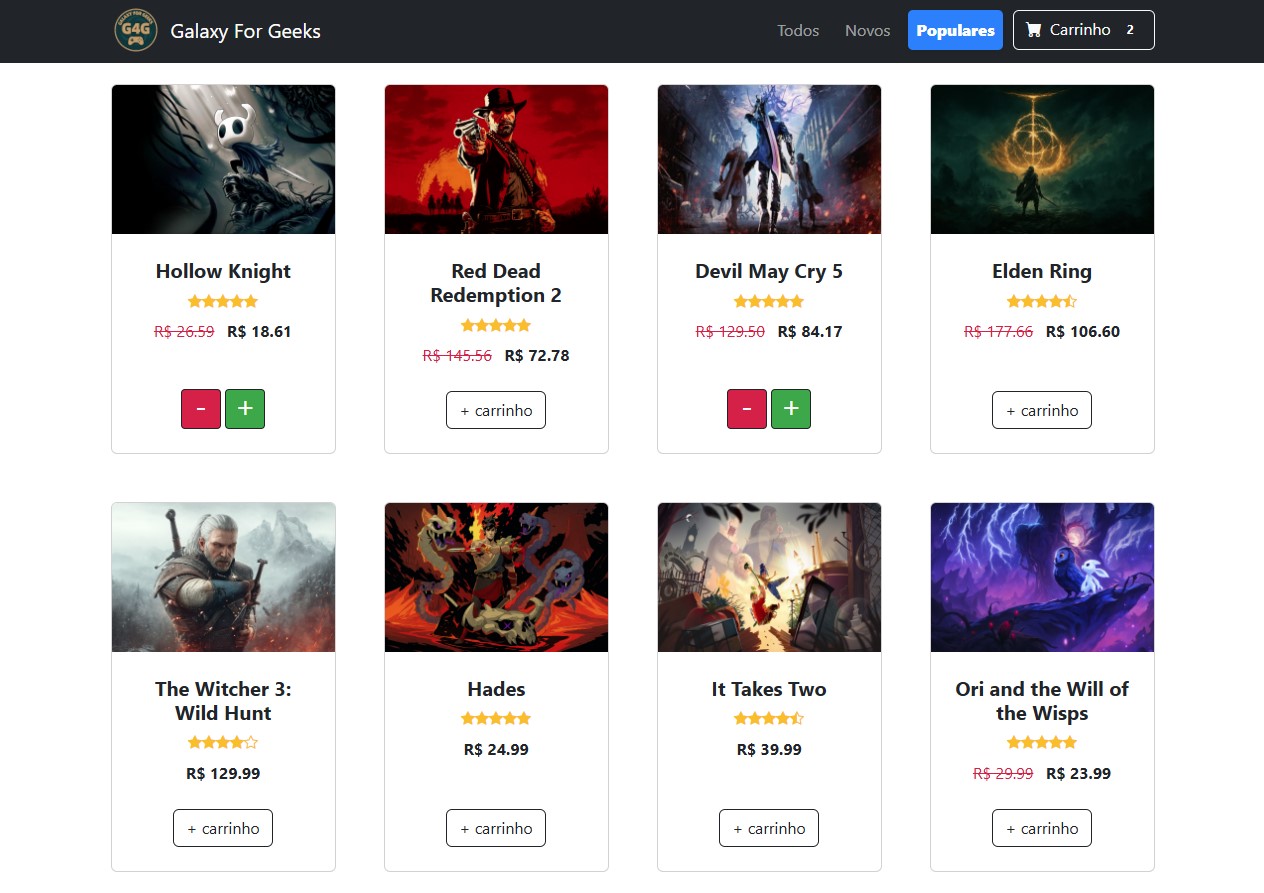 GALAXY FOR GEEKS
G4G
Galaxy For Geeks
Todos
Novos
Populares
Carrinho 2
Hollow Knight
R$ 26.59 R$ 18.61
- +
Red Dead
Redemption 2
R$ 145.56 R$ 72.78
+ carrinho
Devil May Cry 5
R$ 129.50 R$ 84.17
- +
Elden Ring
R$ 177.66 R$ 106.60
+ carrinho
The Witcher 3:
Wild Hunt
R$ 129.99
+ carrinho
Hades
R$ 24.99
+ carrinho
It Takes Two
R$ 39.99
+ carrinho
Ori and the Will of
the Wisps
R$ 29.99 R$ 23.99
+ carrinho